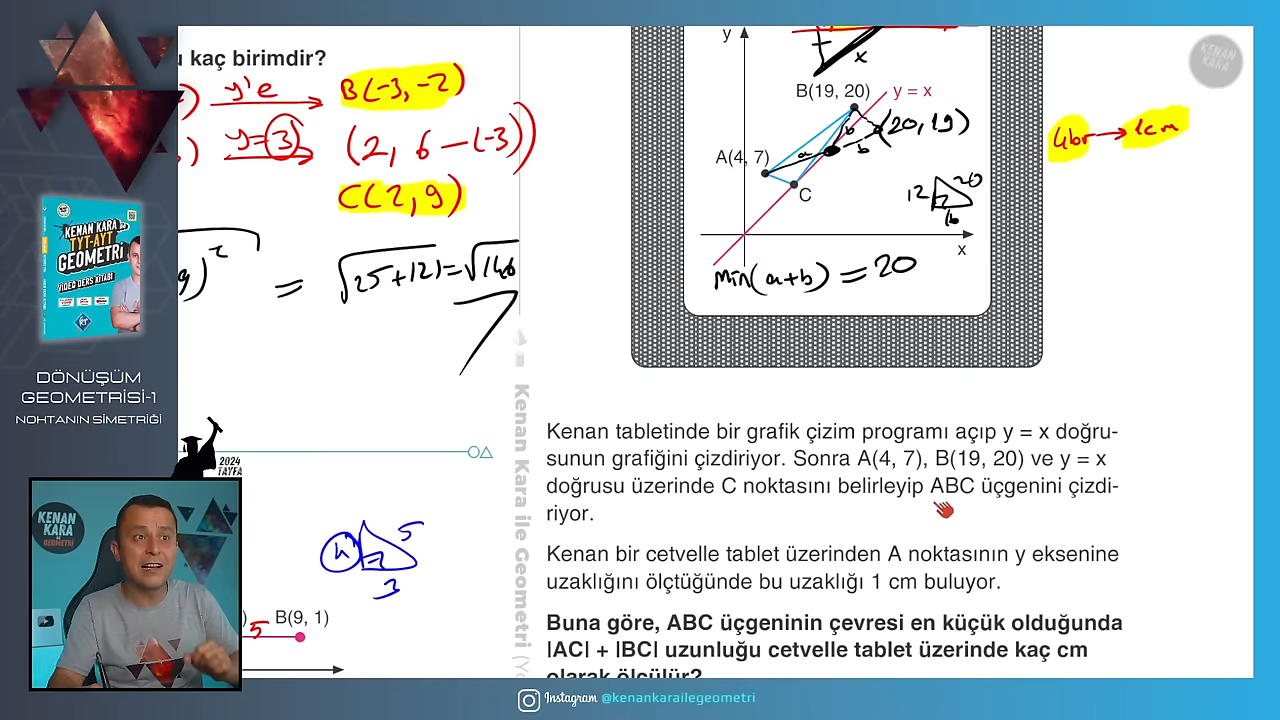 u kaç birimdir?
y'e
B(-3, -2)
y=3
(2, 6-(-3))
C(2, 9)
= √25+121 = √146
KENAN KARA
TYT-AYT
GEOMETRİ
VİDEO DERS KİTABI
DÖNÜŞÜM
GEOMETRİSİ-1
NOHTANIN SİMETRİĞİ
2024
TAYFA
KENAN
KARA
ile
GEOMETRİ
4
5
3
5
B(9, 1)
Kenan Kara ile Geometri
y
x
B(19, 20)
y = x
(20, 19)
A(4, 7)
a
b
b
C
12
20
16
x
min(a+b) = 20
4br → 1cm
KENAN
KARA
Kenan tabletinde bir grafik çizim programı açıp y = x doğru-
sunun grafiğini çizdiriyor. Sonra A(4, 7), B(19, 20) ve y = x
doğrusu üzerinde C noktasını belirleyip ABC üçgenini çizdi-
riyor.
Kenan bir cetvelle tablet üzerinden A noktasının y eksenine
uzaklığını ölçtüğünde bu uzaklığı 1 cm buluyor.
Buna göre, ABC üçgeninin çevresi en küçük olduğunda
|AC| + |BC| uzunluğu cetvelle tablet üzerinde kaç cm
olarak ölçülür?
Instagram @kenankarailegeometri